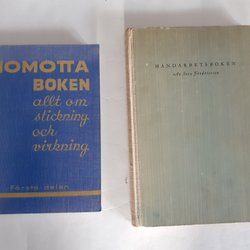 HOMOTTA
BOKEN
allt om
stickning
och
virkning
Första delen
HANDARBETSBOKEN